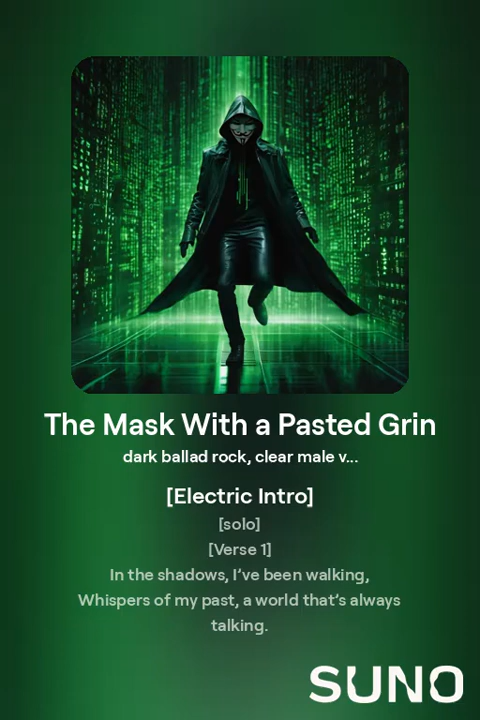 The Mask With a Pasted Grin
dark ballad rock, clear male v...
[Electric Intro]
[solo]
[Verse 1]
In the shadows, I’ve been walking,
Whispers of my past, a world that’s always
talking.
SUNO